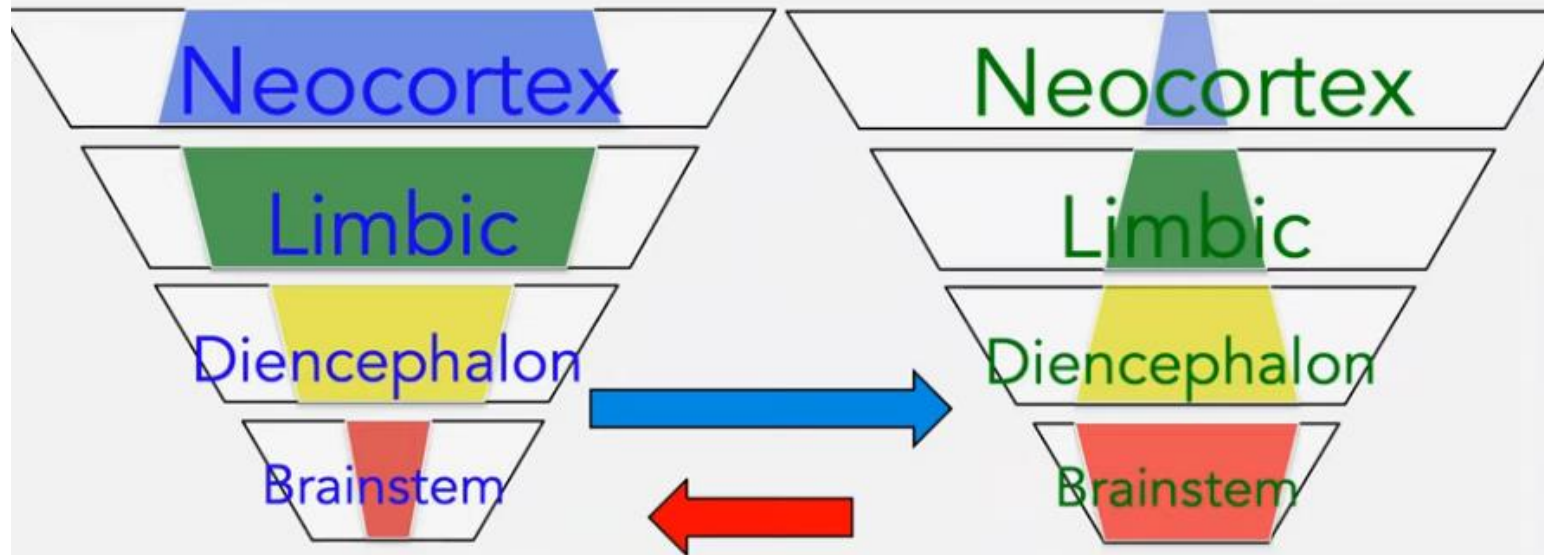 Neocortex
Limbic
Diencephalon
Brainstem
Neocortex
Limbic
Diencephalon
Brainstem